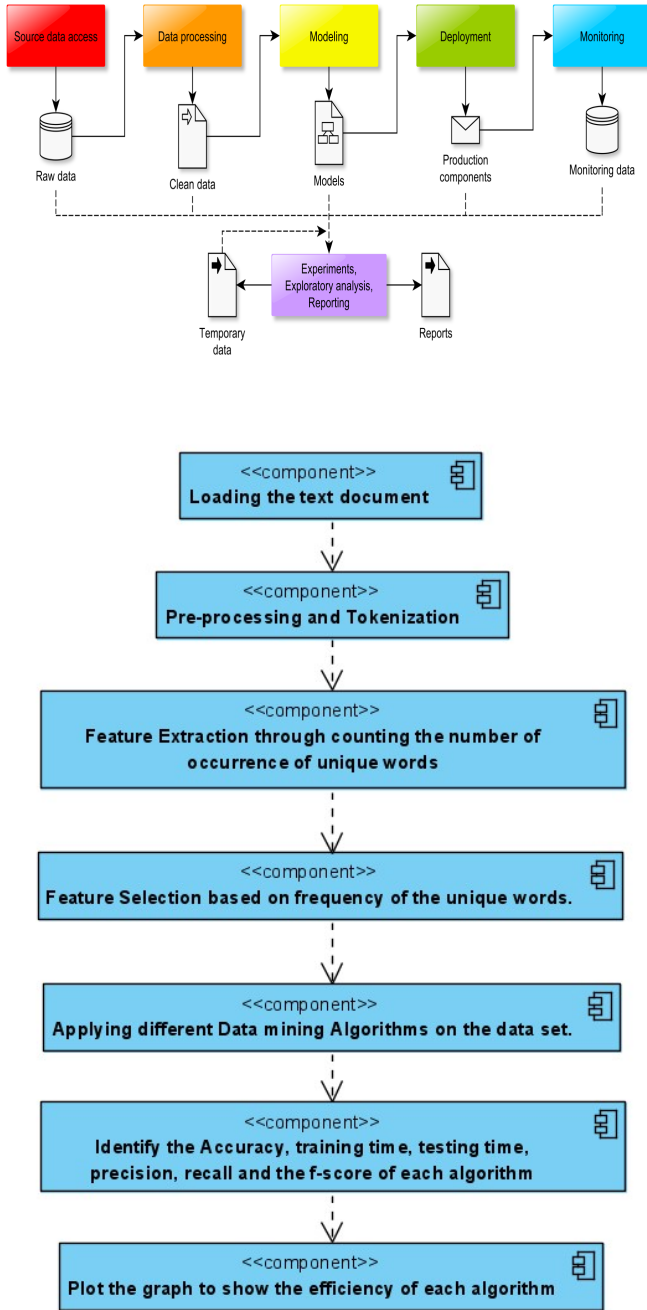 Source data access
Data processing
Modeling
Deployment
Monitoring
Raw data
Clean data
Models
Production
components
Monitoring data
Experiments,
Exploratory analysis,
Reporting
Temporary
data
Reports
<<component>>
Loading the text document
<<component>>
Pre-processing and Tokenization
<<component>>
Feature Extraction through counting the number of
occurrence of unique words
<<component>>
Feature Selection based on frequency of the unique words.
<<component>>
Applying different Data mining Algorithms on the data set.
<<component>>
Identify the Accuracy, training time, testing time,
precision, recall and the f-score of each algorithm
<<component>>
Plot the graph to show the efficiency of each algorithm